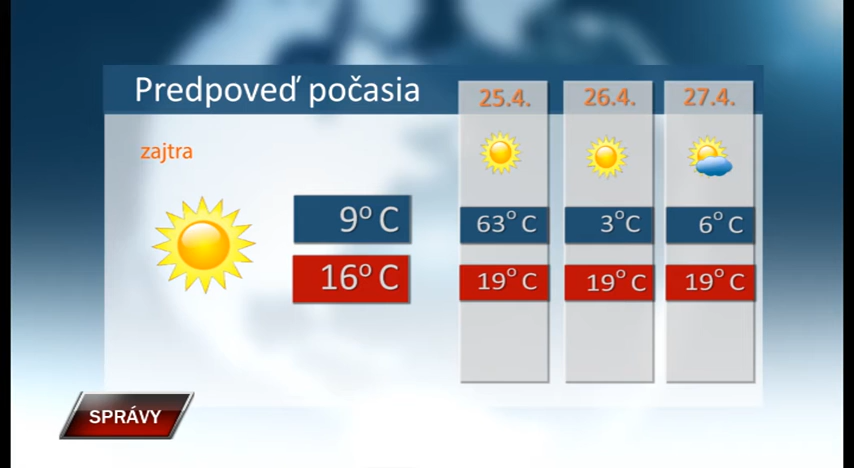 Predpoveď počasia
zajtra
9° C
16° C
25.4.
63° C
19° C
26.4.
3°C
19° C
27.4.
6° C
19° C
SPRÁVY